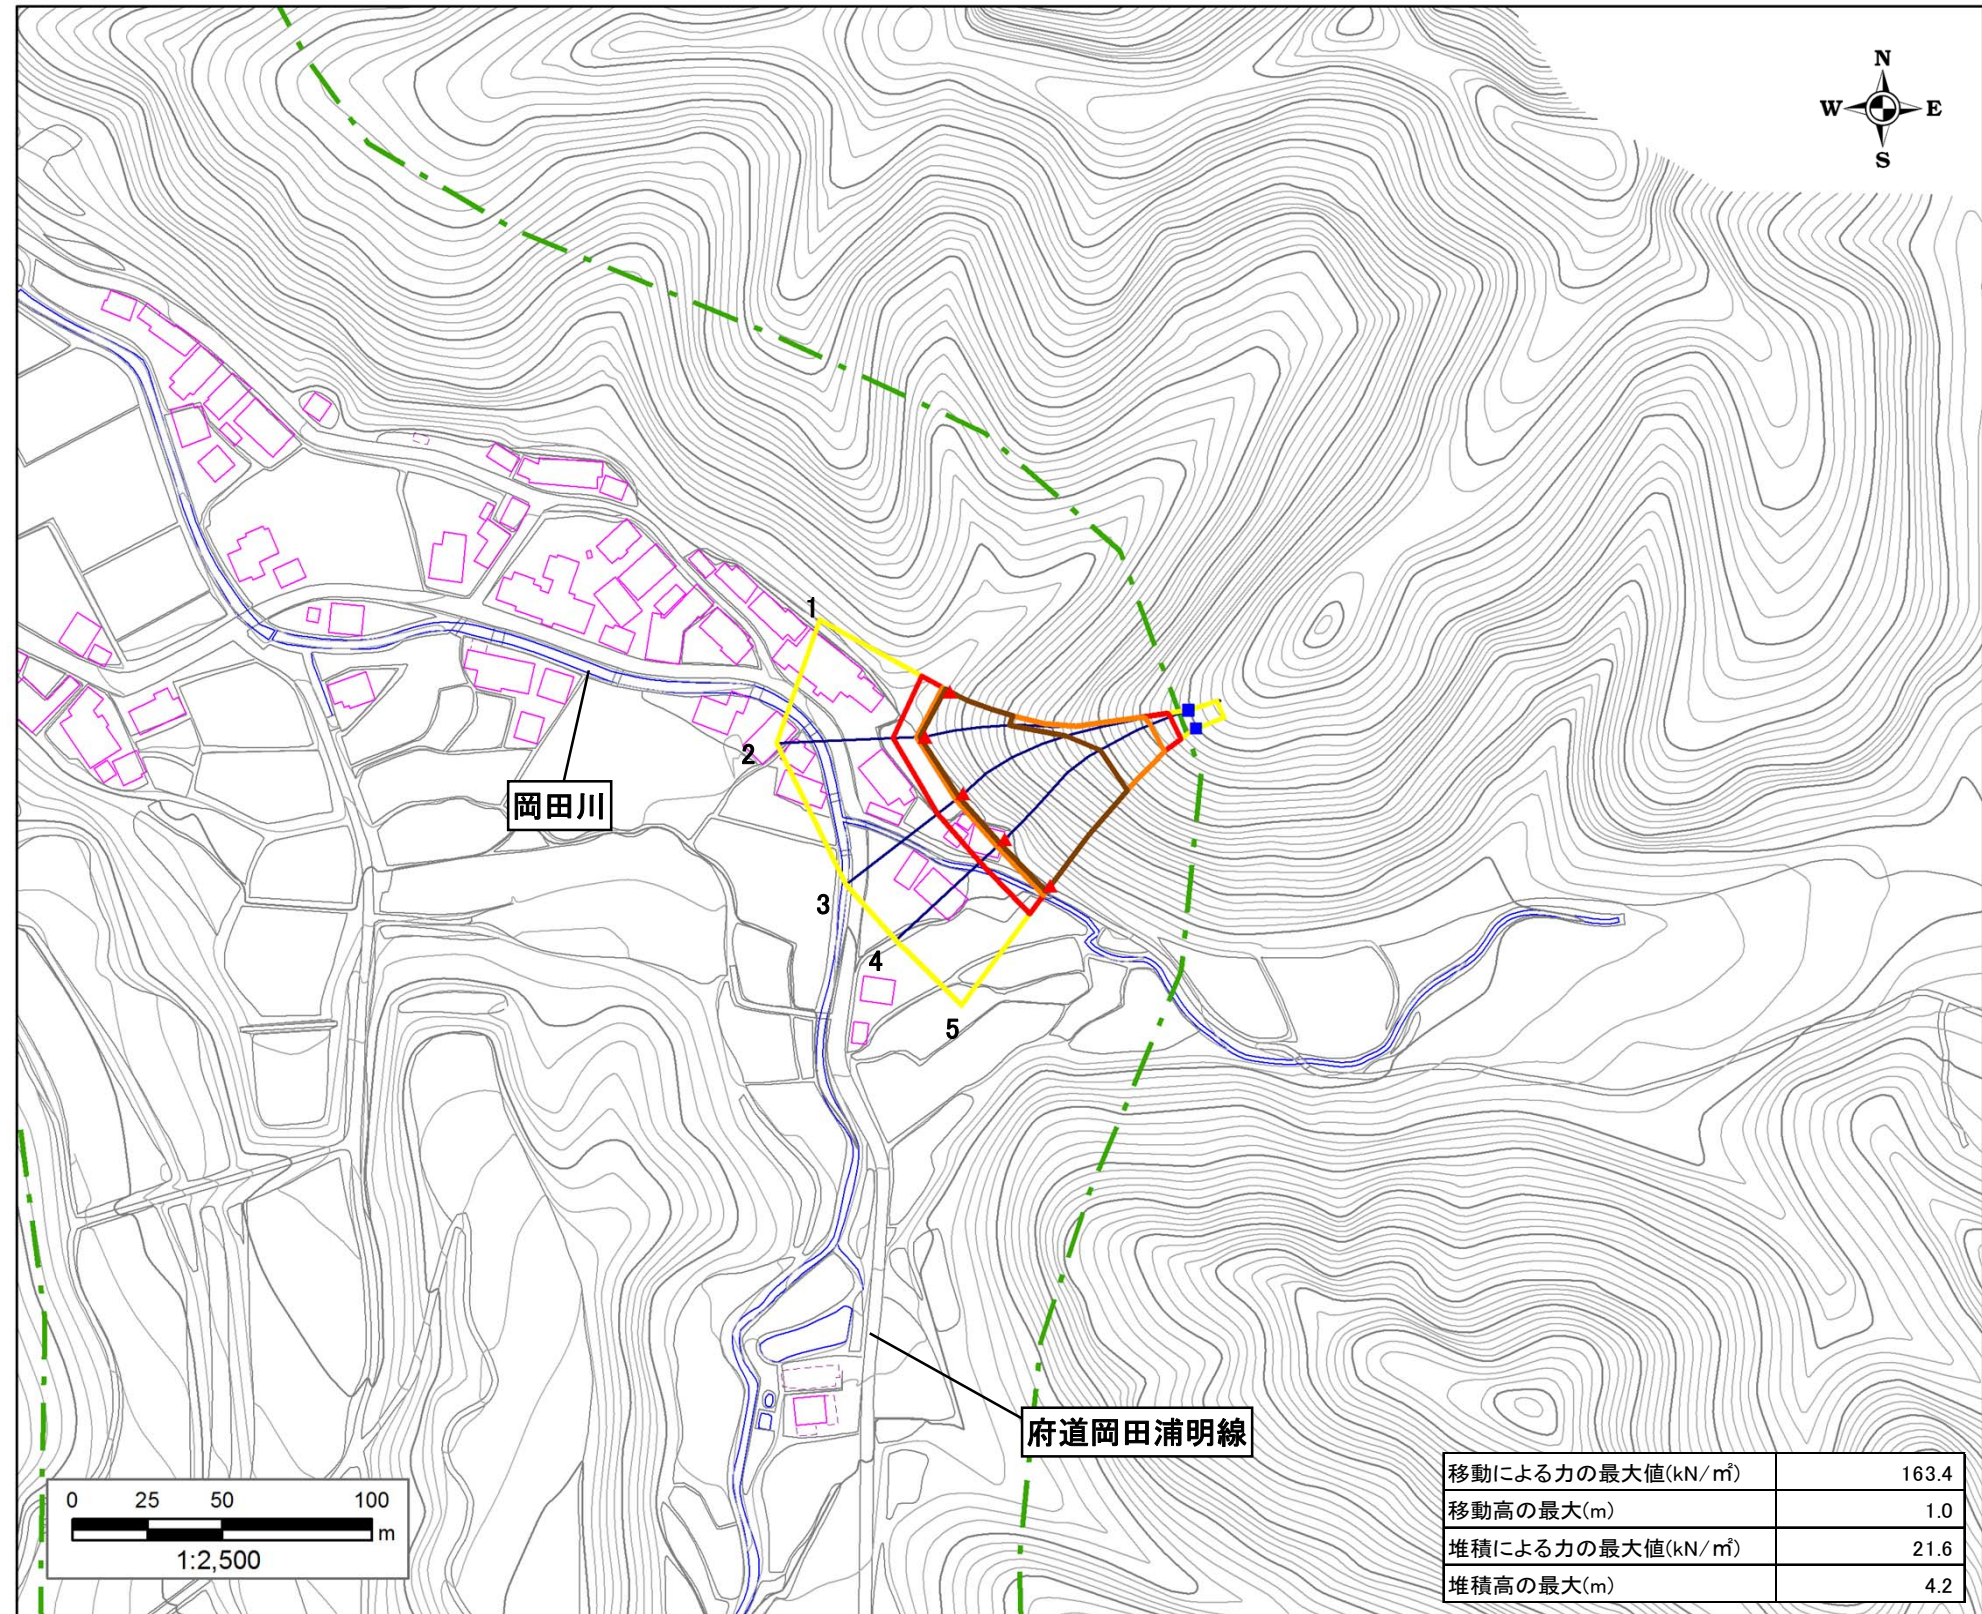 N
W E
S
1
2
岡田川
3
4
5
府道岡田浦明線
移動による力の最大値(kN/㎡) 163.4
移動高の最大(m) 1.0
堆積による力の最大値(kN/㎡) 21.6
堆積高の最大(m) 4.2
0 25 50 100
m
1:2,500